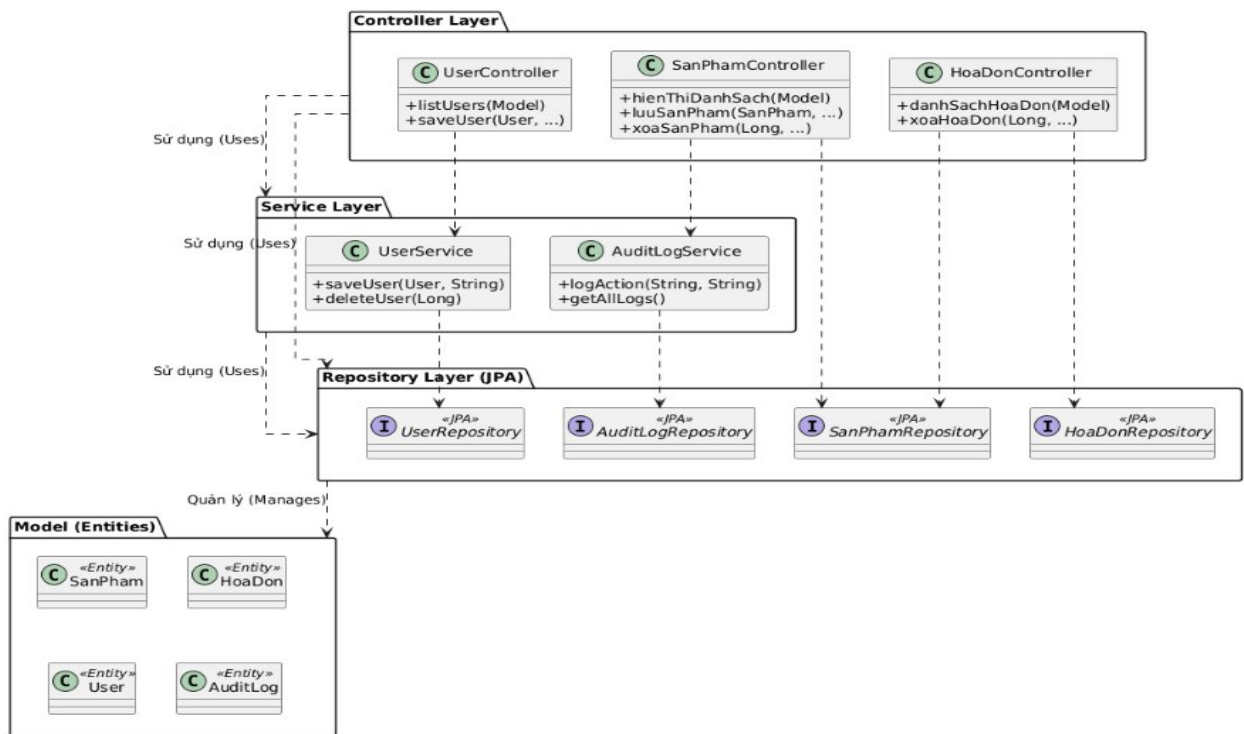 Controller Layer
C UserController
+listUsers(Model)
+saveUser(User, ...)
C SanPhamController
+hienThiDanhSach(Model)
+luuSanPham(SanPham, ...)
+xoaSanPham(Long, ...)
C HoaDonController
+danhSachHoaDon(Model)
+xoaHoaDon(Long, ...)
Sử dụng (Uses)
Service Layer
Sử dụng (Uses)
C UserService
+saveUser(User, String)
+deleteUser(Long)
C AuditLogService
+logAction(String, String)
+getAllLogs()
Sử dụng (Uses)
Repository Layer (JPA)
«JPA»
I UserRepository
«JPA»
I AuditLogRepository
«JPA»
I SanPhamRepository
«JPA»
I HoaDonRepository
Quản lý (Manages)
Model (Entities)
«Entity»
C SanPham
«Entity»
C HoaDon
«Entity»
C User
«Entity»
C AuditLog